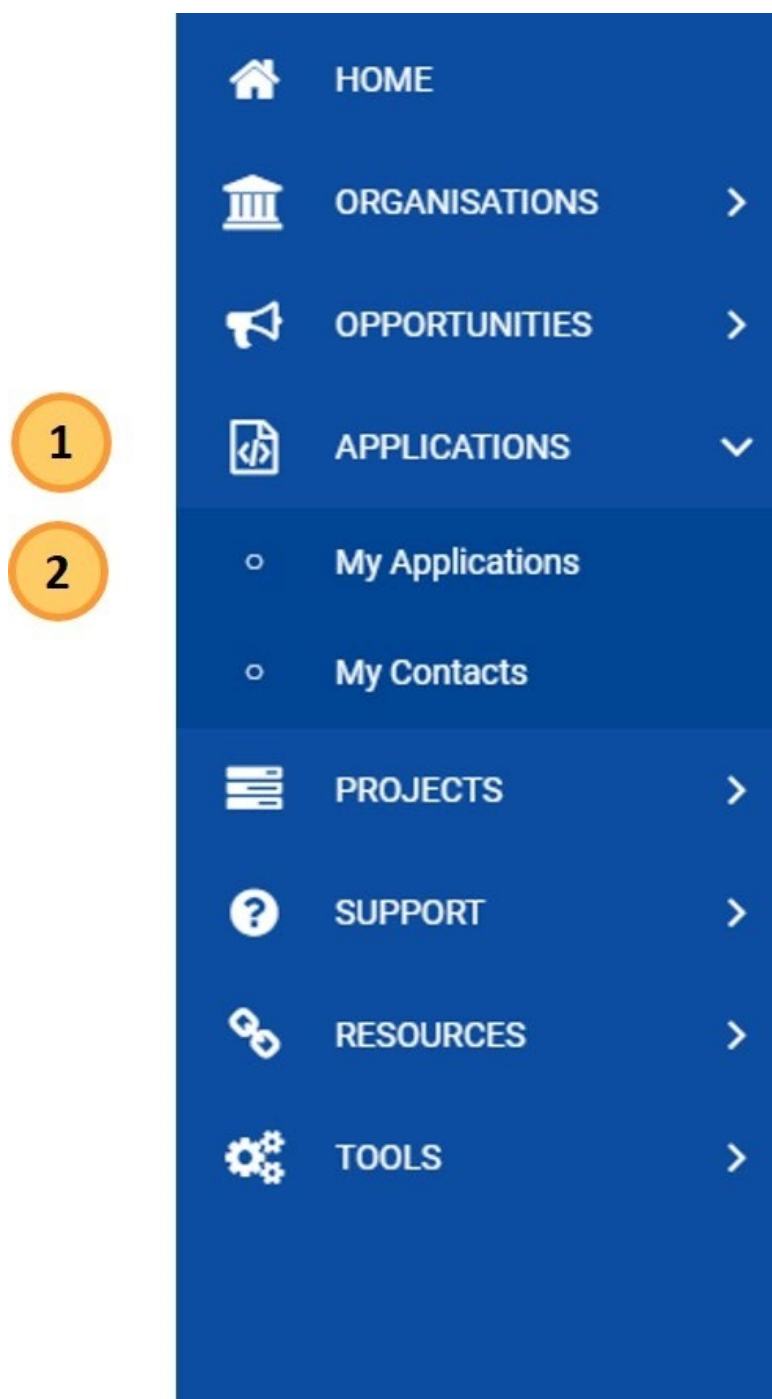 HOME
ORGANISATIONS
OPPORTUNITIES
1 APPLICATIONS
2 My Applications
My Contacts
PROJECTS
SUPPORT
RESOURCES
TOOLS